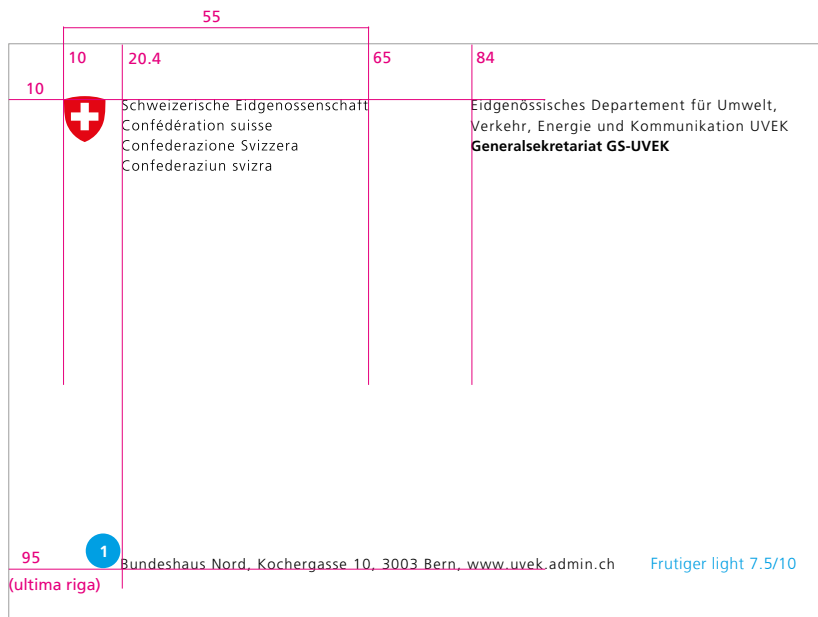 55
10 20.4 65 84
10
Schweizerische Eidgenossenschaft
Confédération suisse
Confederazione Svizzera
Confederaziun svizra
Eidgenössisches Departement für Umwelt,
Verkehr, Energie und Kommunikation UVEK
Generalsekretariat GS-UVEK
95
(ultima riga)
1
Bundeshaus Nord, Kochergasse 10, 3003 Bern, www.uvek.admin.ch
Frutiger light 7.5/10